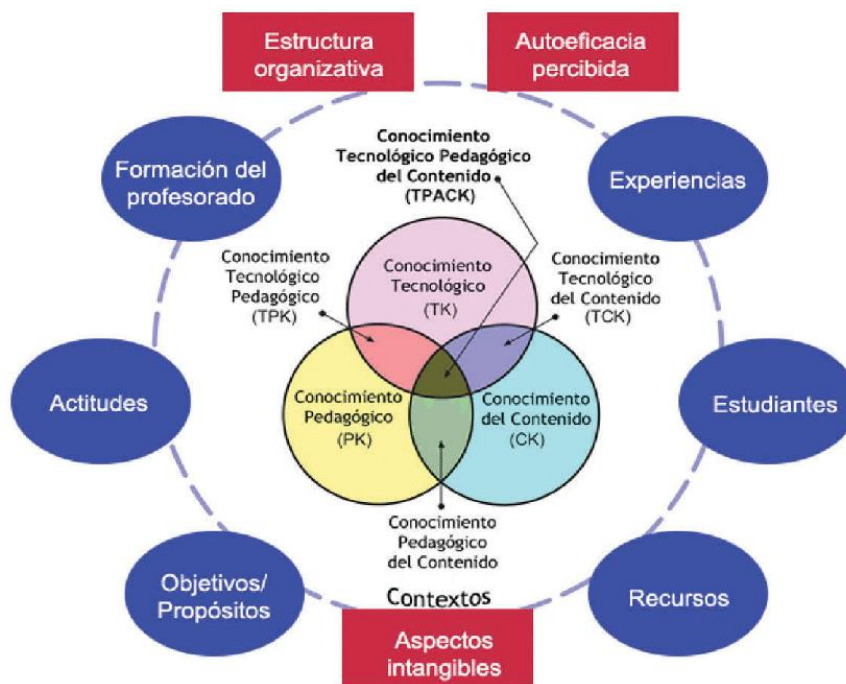 Estructura
organizativa
Autoeficacia
percibida
Formación del
profesorado
Conocimiento
Tecnológico Pedagógico
del Contenido
(TPACK)
Experiencias
Conocimiento
Tecnológico
Pedagógico
(TPK)
Conocimiento
Tecnológico
(TK)
Conocimiento
Tecnológico
del Contenido
(TCK)
Actitudes
Conocimiento
Pedagógico
(PK)
Conocimiento
del Contenido
(CK)
Estudiantes
Conocimiento
Pedagógico
del Contenido
Objetivos/
Propósitos
Contextos
Recursos
Aspectos
intangibles